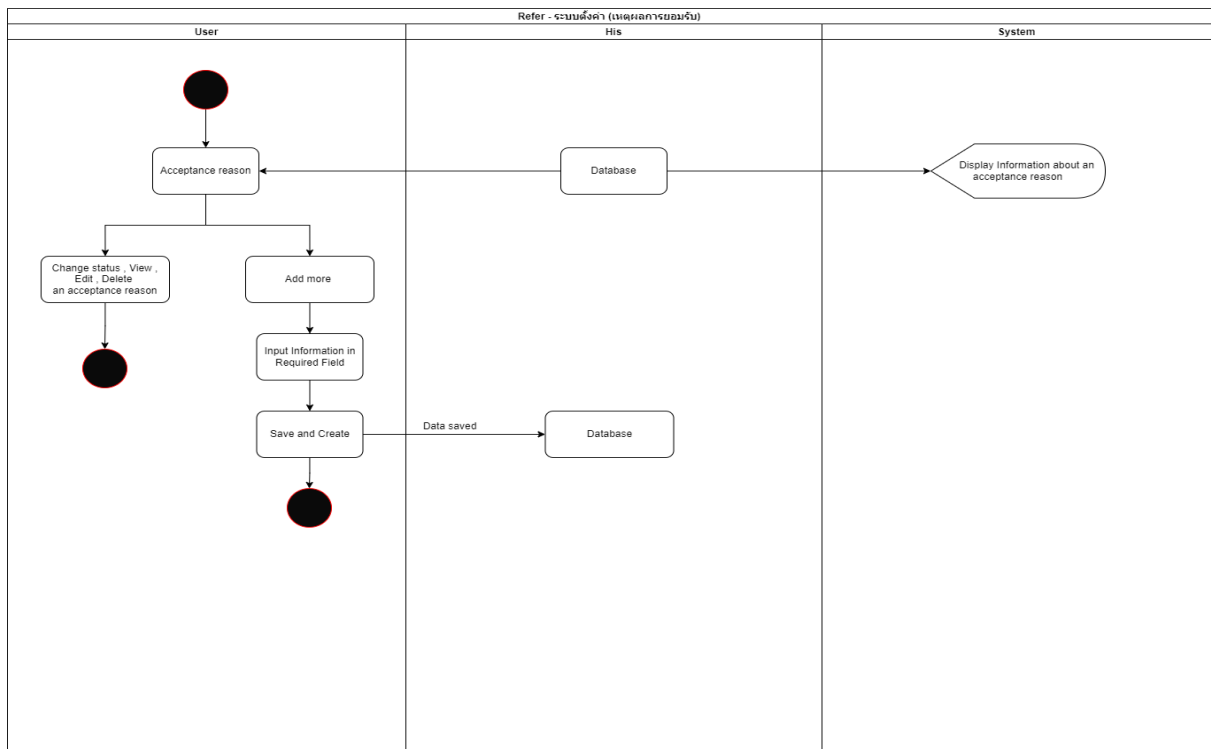 Refer - ระบบตั้งค่า (เหตุผลการยอมรับ)
User
His
System
Acceptance reason
Database
Display Information about an
acceptance reason
Change status , View ,
Edit , Delete
an acceptance reason
Add more
Input Information in
Required Field
Save and Create
Data saved
Database